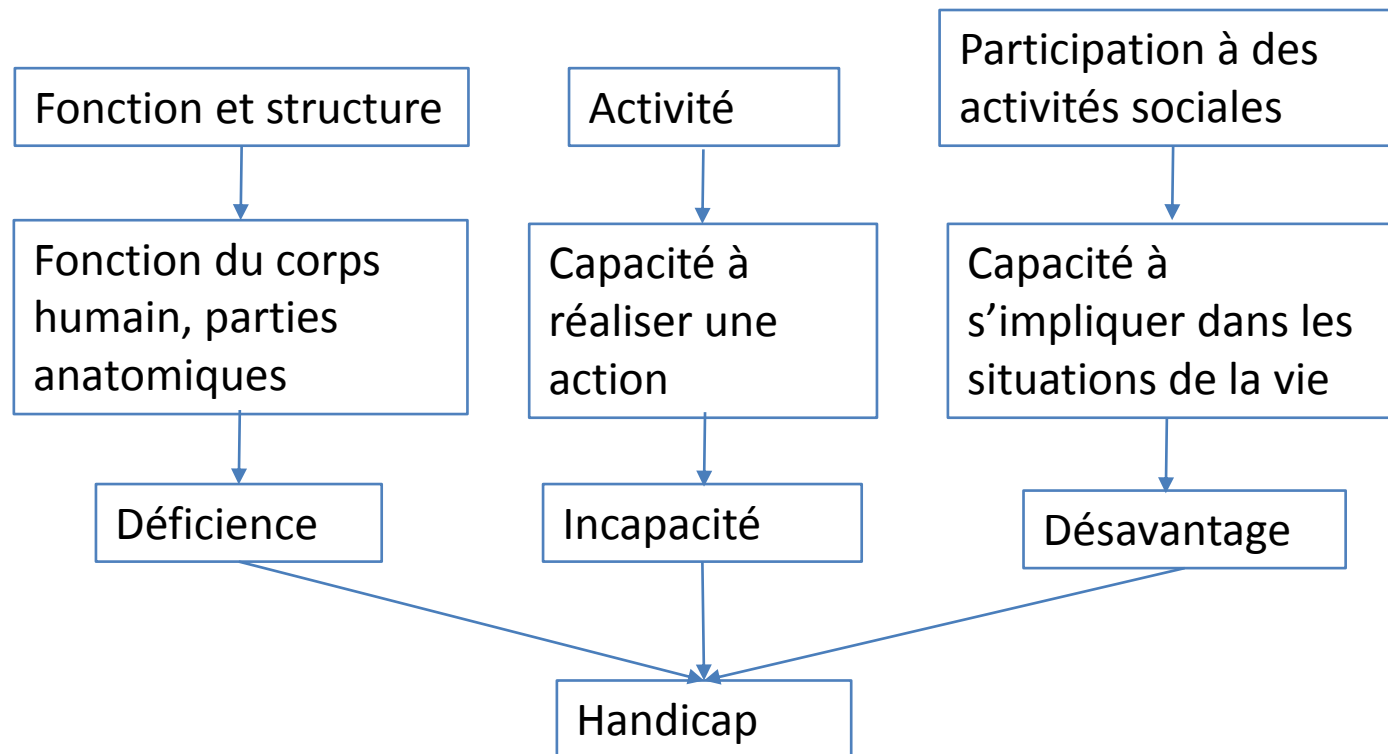 Fonction et structure
Activité
Participation à des
activités sociales
Fonction du corps
humain, parties
anatomiques
Capacité à
réaliser une
action
Capacité à
s’impliquer dans les
situations de la vie
Déficience
Incapacité
Désavantage
Handicap